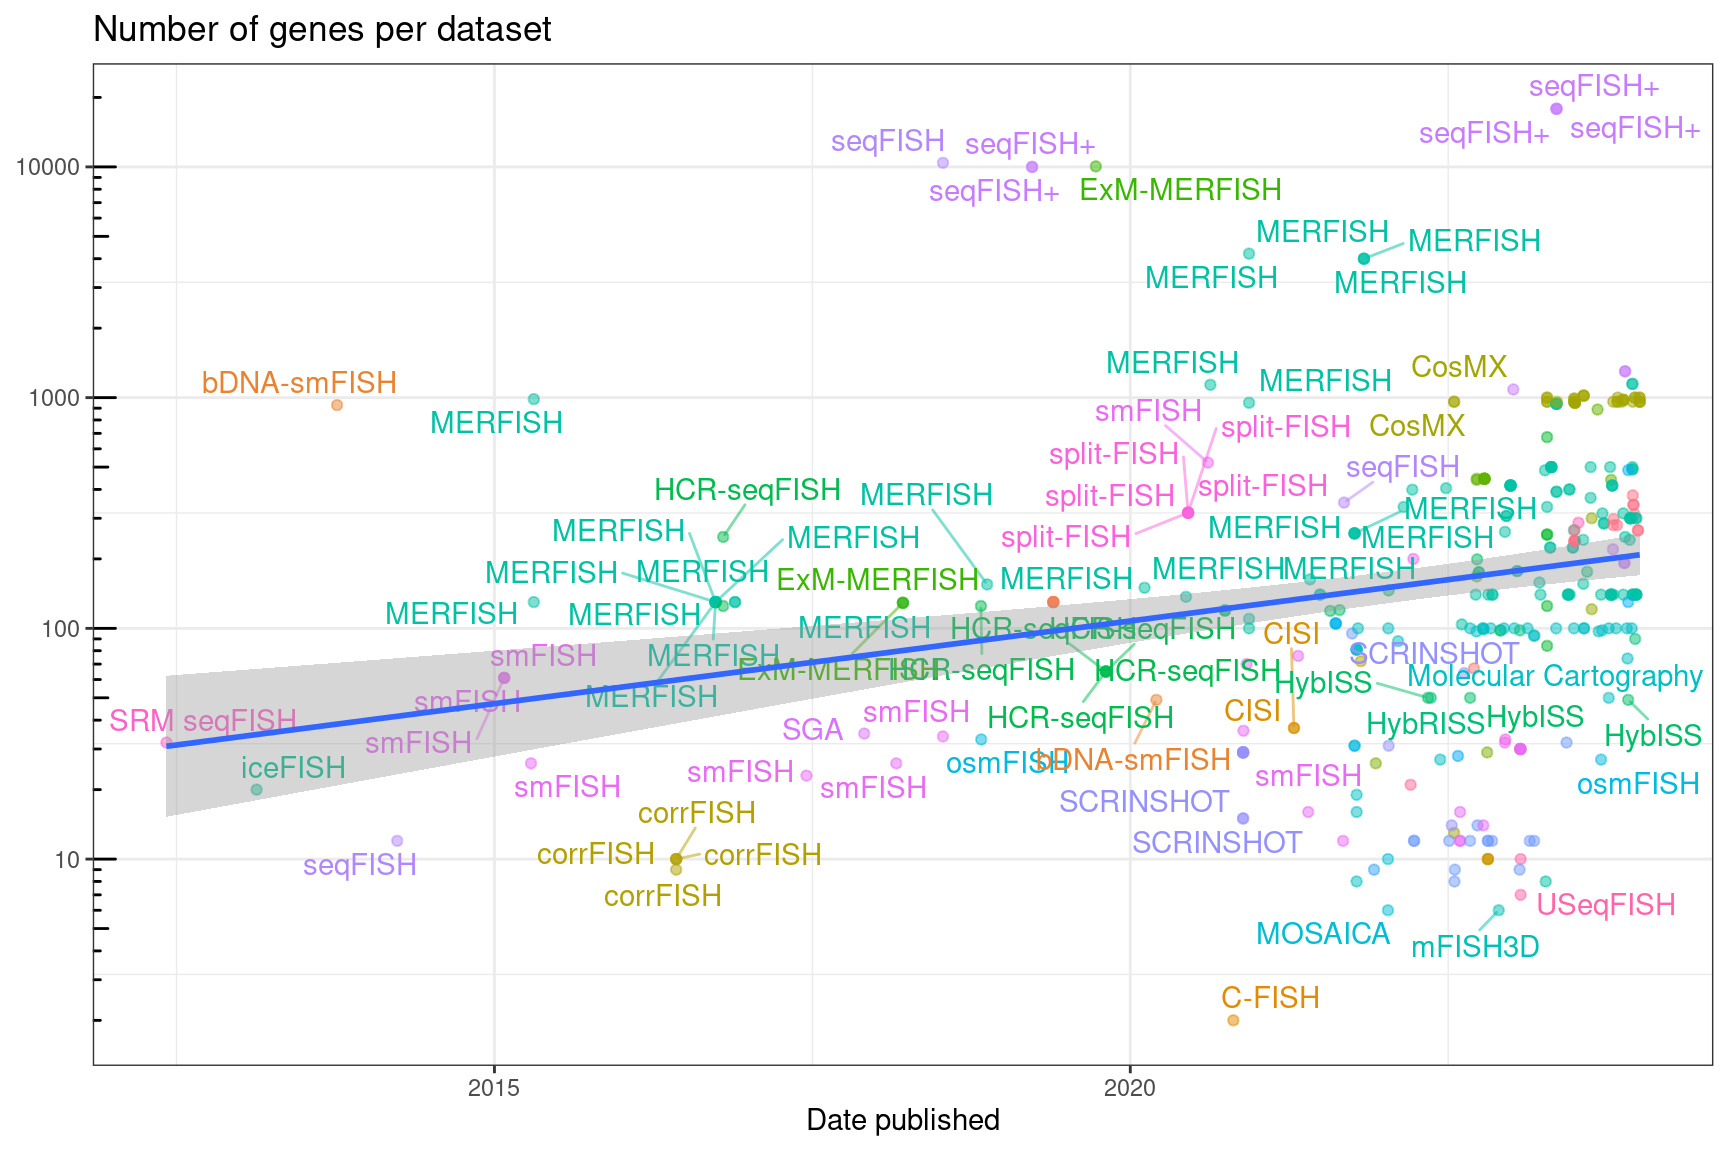 Number of genes per dataset
seqFISH+
seqFISH+
seqFISH+
seqFISH
seqFISH+
10000
seqFISH+
ExM-MERFISH
MERFISH
MERFISH
MERFISH
MERFISH
MERFISH
CosMX
bDNA-smFISH
1000
MERFISH
MERFISH
smFISH
MERFISH
split-FISH
CosMX
split-FISH
seqFISH
HCR-seqFISH
MERFISH
split-FISH
split-FISH
MERFISH
MERFISH
MERFISH
MERFISH
split-FISH
MERFISH
MERFISH
MERFISH
ExM-MERFISH
MERFISH
MERFISH
MERFISH
MERFISH
MERFISH
100
MERFISH
HCR-seqFISH
HCR-seqFISH
CISI
smFISH
MERFISH
SCRINSHOT
ExM-MERFISH
HCR-seqFISH
HCR-seqFISH
HybISS
Molecular Cartography
smFISH
MERFISH
SRM seqFISH
smFISH
SGA
smFISH
HCR-seqFISH
CISI
HybRISS
HybISS
HybISS
iceFISH
smFISH
smFISH
smFISH
osmFISH
bDNA-smFISH
smFISH
osmFISH
corrFISH
SCRINSHOT
SCRINSHOT
10
seqFISH
corrFISH
corrFISH
corrFISH
USeqFISH
MOSAICA
mFISH3D
C-FISH
2015
2020
Date published